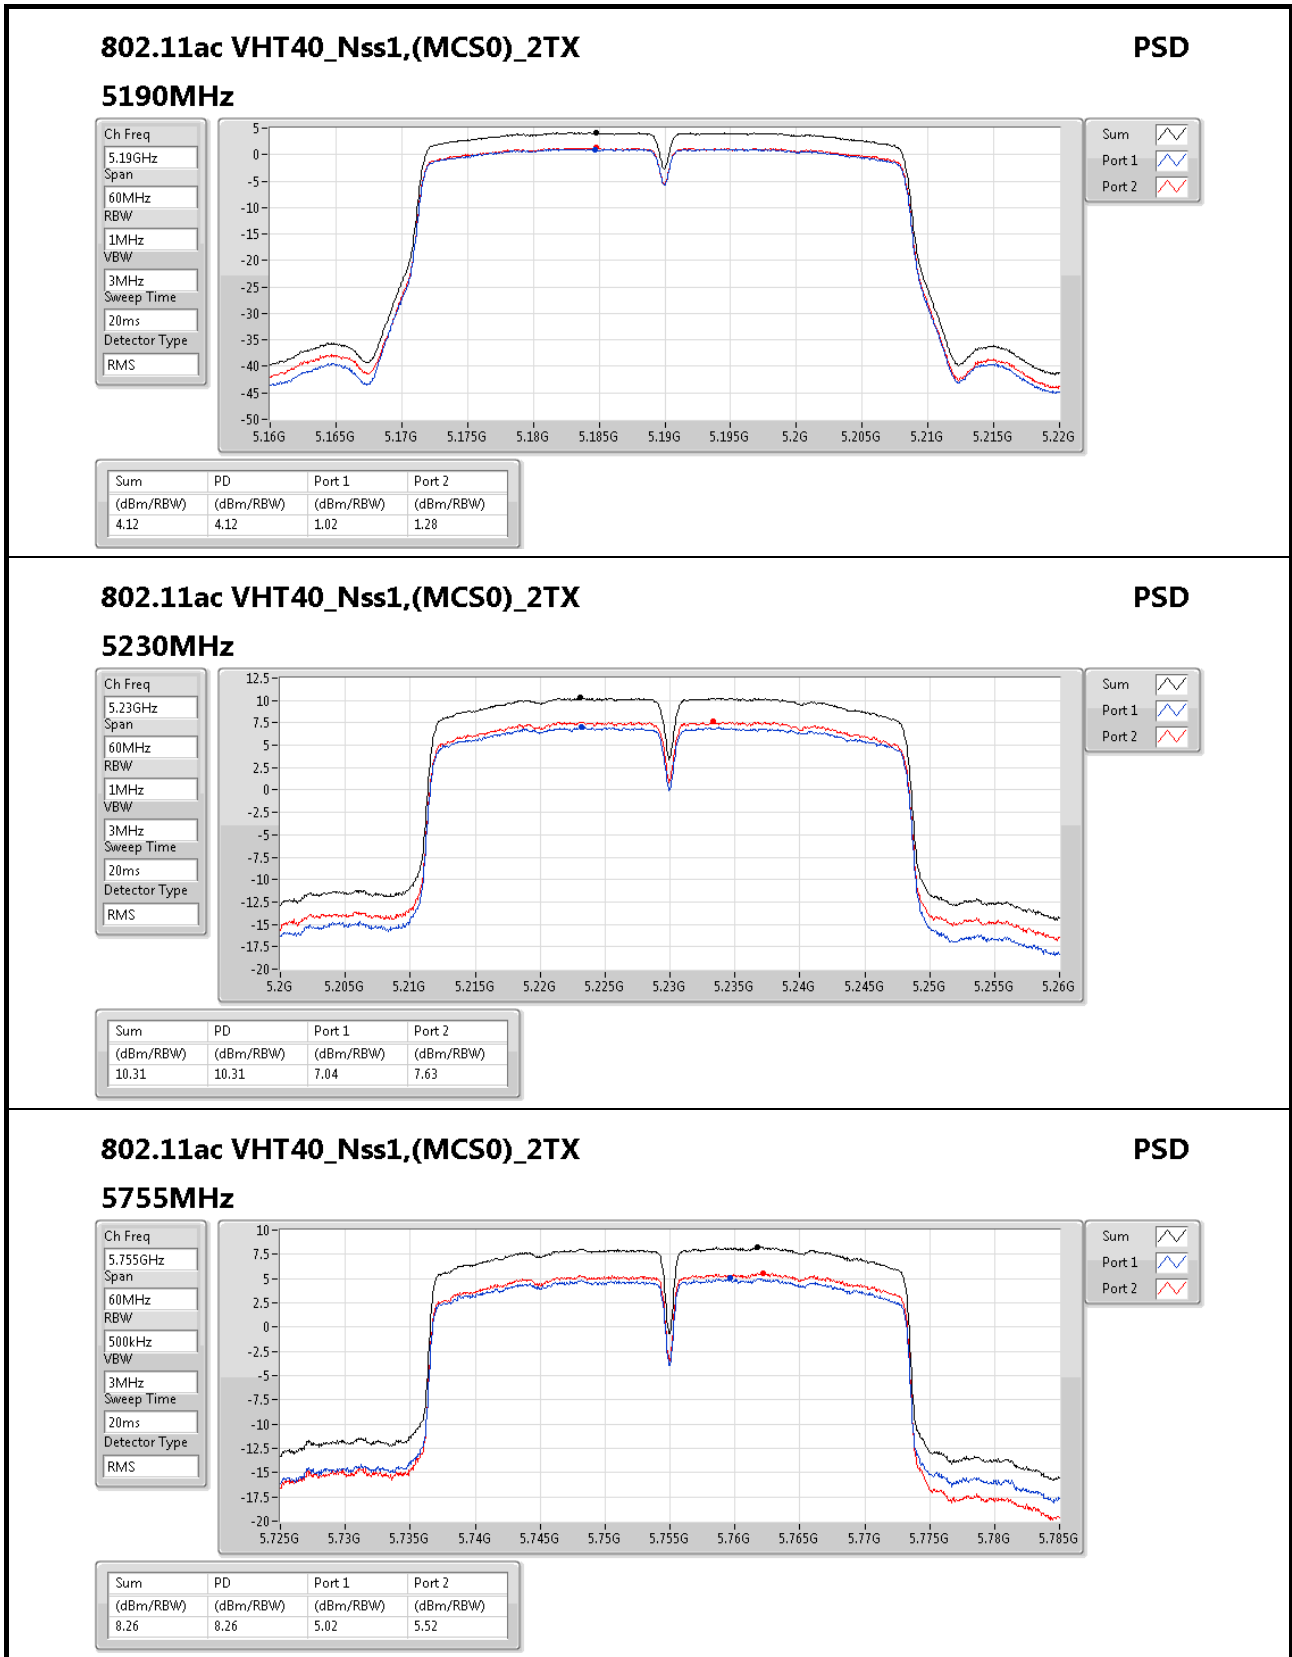 802.11ac VHT40_Nss1,(MCS0)_2TX PSD
5190MHz
Ch Freq
5.19GHz
Span
60MHz
RBW
1MHz
VBW
3MHz
Sweep Time
20ms
Detector Type
RMS
5
0
-5
-10
-15
-20
-25
-30
-35
-40
-45
-50
5.16G 5.165G 5.17G 5.175G 5.18G 5.185G 5.19G 5.195G 5.2G 5.205G 5.21G 5.215G 5.22G
Sum
Port 1
Port 2
Sum PD Port 1 Port 2
(dBm/RBW) (dBm/RBW) (dBm/RBW) (dBm/RBW)
4.12 4.12 1.02 1.28
802.11ac VHT40_Nss1,(MCS0)_2TX PSD
5230MHz
Ch Freq
5.23GHz
Span
60MHz
RBW
1MHz
VBW
3MHz
Sweep Time
20ms
Detector Type
RMS
12.5
10
7.5
5
2.5
0
-2.5
-5
-7.5
-10
-12.5
-15
-17.5
-20
5.2G 5.205G 5.21G 5.215G 5.22G 5.225G 5.23G 5.235G 5.24G 5.245G 5.25G 5.255G 5.26G
Sum
Port 1
Port 2
Sum PD Port 1 Port 2
(dBm/RBW) (dBm/RBW) (dBm/RBW) (dBm/RBW)
10.31 10.31 7.04 7.63
802.11ac VHT40_Nss1,(MCS0)_2TX PSD
5755MHz
Ch Freq
5.755GHz
Span
60MHz
RBW
500kHz
VBW
3MHz
Sweep Time
20ms
Detector Type
RMS
10
7.5
5
2.5
0
-2.5
-5
-7.5
-10
-12.5
-15
-17.5
-20
5.725G 5.73G 5.735G 5.74G 5.745G 5.75G 5.755G 5.76G 5.765G 5.77G 5.775G 5.78G 5.785G
Sum
Port 1
Port 2
Sum PD Port 1 Port 2
(dBm/RBW) (dBm/RBW) (dBm/RBW) (dBm/RBW)
8.26 8.26 5.02 5.52